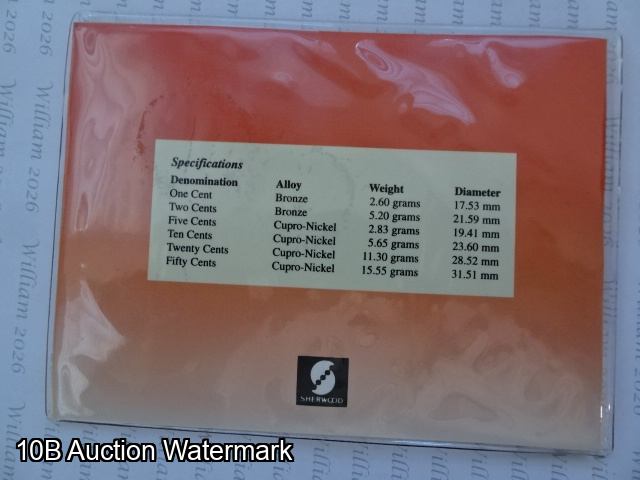 Specifications
Denomination Alloy Weight Diameter
One Cent Bronze 2.60 grams 17.53 mm
Two Cents Bronze 5.20 grams 21.59 mm
Five Cents Cupro-Nickel 2.83 grams 19.41 mm
Ten Cents Cupro-Nickel 5.65 grams 23.60 mm
Twenty Cents Cupro-Nickel 11.30 grams 28.52 mm
Fifty Cents Cupro-Nickel 15.55 grams 31.51 mm
SHERWOOD
10B Auction Watermark
William 2026